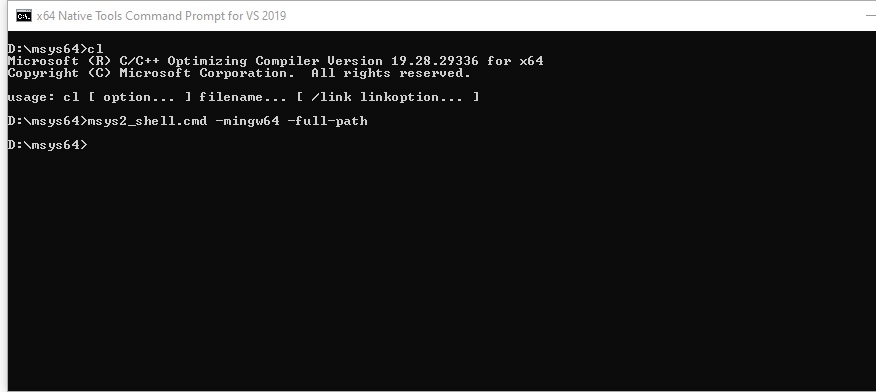 x64 Native Tools Command Prompt for VS 2019
D:\msys64>cl
Microsoft (R) C/C++ Optimizing Compiler Version 19.28.29336 for x64
Copyright (C) Microsoft Corporation.  All rights reserved.
usage: cl [ option... ] filename... [ /link linkoption... ]
D:\msys64>msys2_shell.cmd -mingw64 -full-path
D:\msys64>